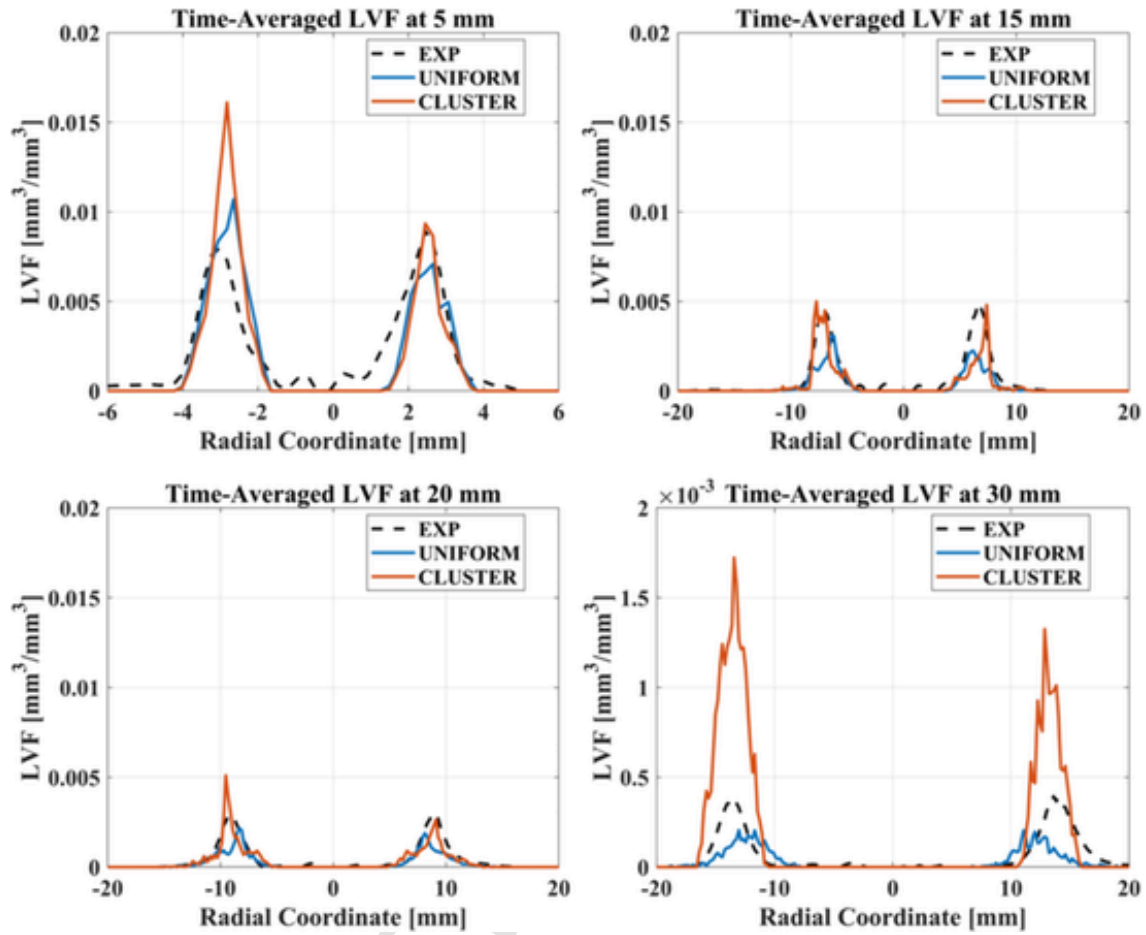 Time-Averaged LVF at 5 mm
0.02
0.015
0.01
0.005
0
LVF [mm³/mm³]
-6 -4 -2 0 2 4 6
Radial Coordinate [mm]
EXP
UNIFORM
CLUSTER
Time-Averaged LVF at 15 mm
0.02
0.015
0.01
0.005
0
LVF [mm³/mm³]
-20 -10 0 10 20
Radial Coordinate [mm]
EXP
UNIFORM
CLUSTER
Time-Averaged LVF at 20 mm
0.02
0.015
0.01
0.005
0
LVF [mm³/mm³]
-20 -10 0 10 20
Radial Coordinate [mm]
EXP
UNIFORM
CLUSTER
×10⁻³ Time-Averaged LVF at 30 mm
2
1.5
1
0.5
0
LVF [mm³/mm³]
-20 -10 0 10 20
Radial Coordinate [mm]
EXP
UNIFORM
CLUSTER